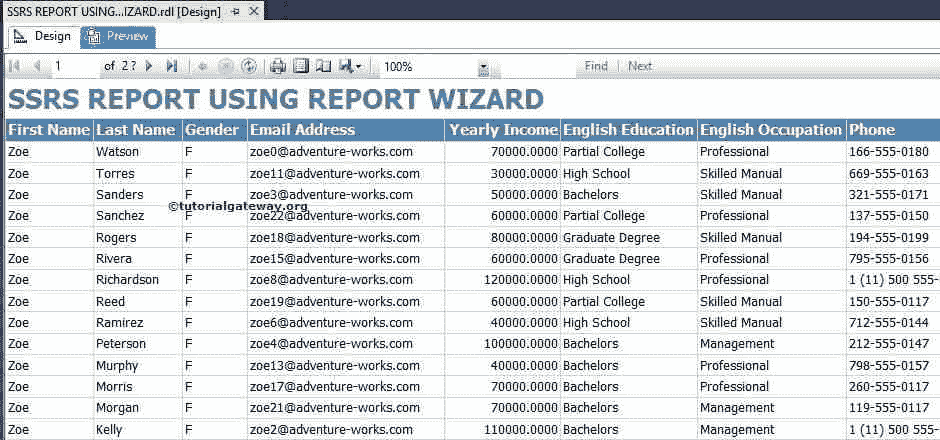 SSRS REPORT USING...IZARD.rdl [Design]
Design Preview
1 of 2 ? 100% Find | Next
SSRS REPORT USING REPORT WIZARD
First Name Last Name Gender Email Address Yearly Income English Education English Occupation Phone
Zoe Watson F zoe0@adventure-works.com 70000.0000 Partial College Professional 166-555-0180
Zoe Torres F zoe11@adventure-works.com 30000.0000 High School Skilled Manual 669-555-0163
Zoe Sanders F zoe3@adventure-works.com 50000.0000 Bachelors Professional 321-555-0171
©tutorialgateway.org
Zoe Sanchez F zoe22@adventure-works.com 60000.0000 Partial College Professional 137-555-0150
Zoe Rogers F zoe18@adventure-works.com 80000.0000 Graduate Degree Skilled Manual 194-555-0199
Zoe Rivera F zoe15@adventure-works.com 60000.0000 Graduate Degree Professional 795-555-0156
Zoe Richardson F zoe8@adventure-works.com 120000.0000 High School Professional 1 (11) 500 555-
Zoe Reed F zoe19@adventure-works.com 60000.0000 Partial College Skilled Manual 150-555-0117
Zoe Ramirez F zoe6@adventure-works.com 40000.0000 High School Skilled Manual 712-555-0144
Zoe Peterson F zoe4@adventure-works.com 100000.0000 Bachelors Management 212-555-0147
Zoe Murphy F zoe13@adventure-works.com 40000.0000 Bachelors Professional 798-555-0157
Zoe Morris F zoe17@adventure-works.com 70000.0000 Bachelors Professional 260-555-0117
Zoe Morgan F zoe21@adventure-works.com 70000.0000 Bachelors Management 119-555-0117
Zoe Kelly F zoe2@adventure-works.com 110000.0000 Bachelors Management 1 (11) 500 555-